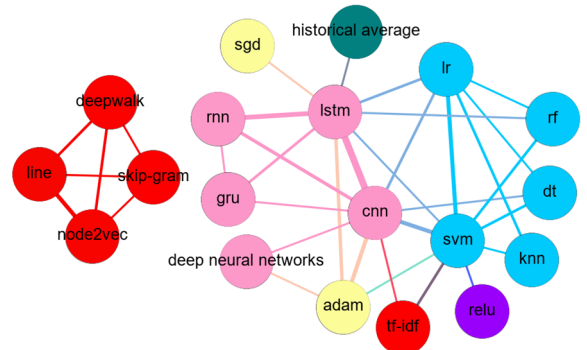 historical average
sgd
lr
deepwalk
lstm
rnn
rf
line
skip-gram
gru
dt
cnn
node2vec
svm
deep neural networks
knn
adam
relu
tf-idf